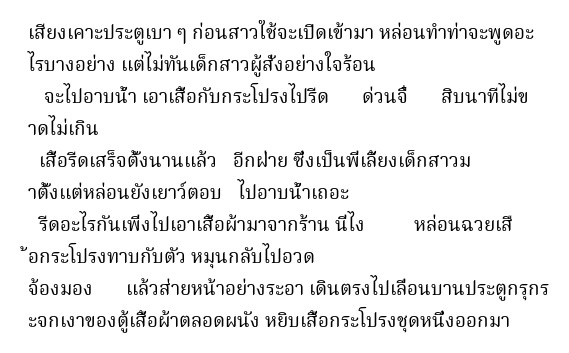 เสียงเคาะประตูเบา ๆ ก่อนสาวใช้จะเปิดเข้ามา หล่อนทำท่าจะพูดอะ
ไรบางอย่าง แต่ไม่ทันเด็กสาวผู้สั่งอย่างใจร้อน
จะไปอาบน้ำ เอาเสื้อกับกระโปรงไปรีด ด่วนจี๋ สิบนาทีไม่ข
าดไม่เกิน
เสื้อรีดเสร็จตั้งนานแล้ว อีกฝ่าย ซึ่งเป็นพี่เลี้ยงเด็กสาวม
าตั้งแต่หล่อนยังเยาว์ตอบ ไปอาบน้ำเถอะ
รีดอะไรกันเพิ่งไปเอาเสื้อผ้ามาจากร้าน นี่ไง หล่อนฉวยเสื
้อกระโปรงทาบกับตัว หมุนกลับไปอวด
จ้องมอง แล้วส่ายหน้าอย่างระอา เดินตรงไปเลื่อนบานประตูกรุกร
ะจกเงาของตู้เสื้อผ้าตลอดผนัง หยิบเสื้อกระโปรงชุดหนึ่งออกมา